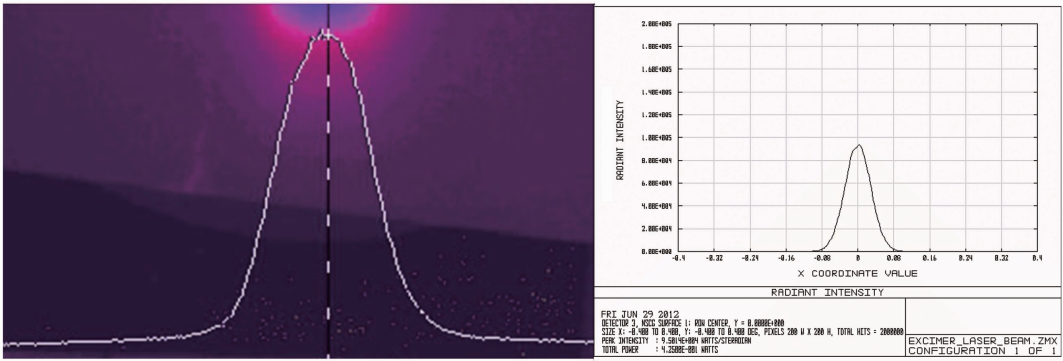 2.00E+005
1.80E+005
1.60E+005
1.40E+005
1.20E+005
1.00E+005
8.00E+004
6.00E+004
4.00E+004
2.00E+004
0.00E+000
RADIANT INTENSITY
-0.4 -0.32 -0.24 -0.16 -0.08 0 0.08 0.16 0.24 0.32 0.4
X COORDINATE VALUE
RADIANT INTENSITY
FRI JUN 29 2012
DETECTOR 3, NSCG SURFACE 1: ROW CENTER, Y = 0.0000E+000
SIZE X: -0.400 TO 0.400, Y: -0.400 TO 0.400 DEG, PIXELS 200 W X 200 H, TOTAL HITS = 2000000
PEAK INTENSITY : 9.5014E+004 WATTS/STERADIAN
TOTAL POWER : 4.2500E-001 WATTS
EXCIMER_LASER_BEAM.ZMX
CONFIGURATION 1 OF 1